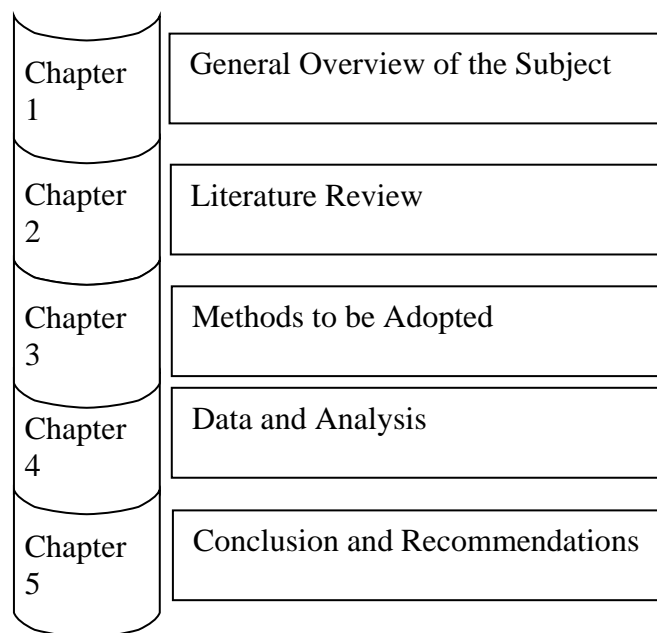 Chapter
1
General Overview of the Subject
Chapter
2
Literature Review
Chapter
3
Methods to be Adopted
Chapter
4
Data and Analysis
Chapter
5
Conclusion and Recommendations